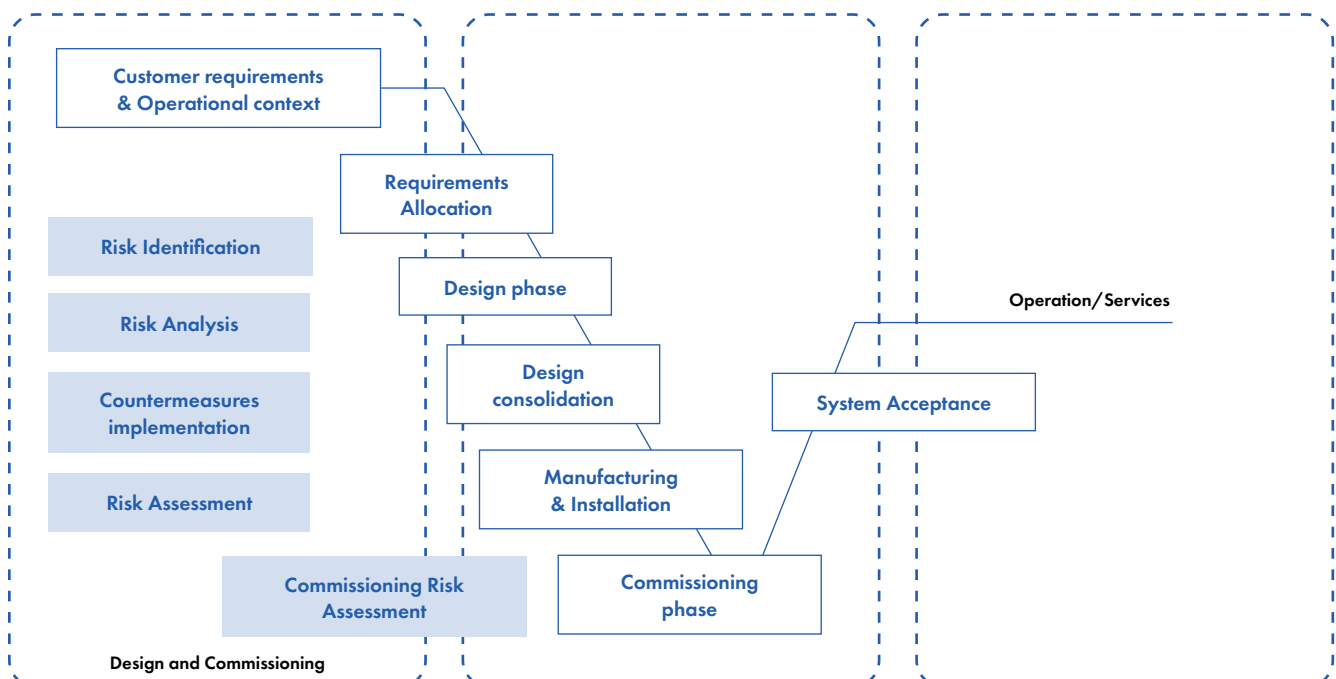 Customer requirements
& Operational context
Requirements
Allocation
Risk Identification
Design phase
Operation/Services
Risk Analysis
Design
consolidation
Countermeasures
implementation
System Acceptance
Manufacturing
& Installation
Risk Assessment
Commissioning Risk
Assessment
Commissioning
phase
Design and Commissioning